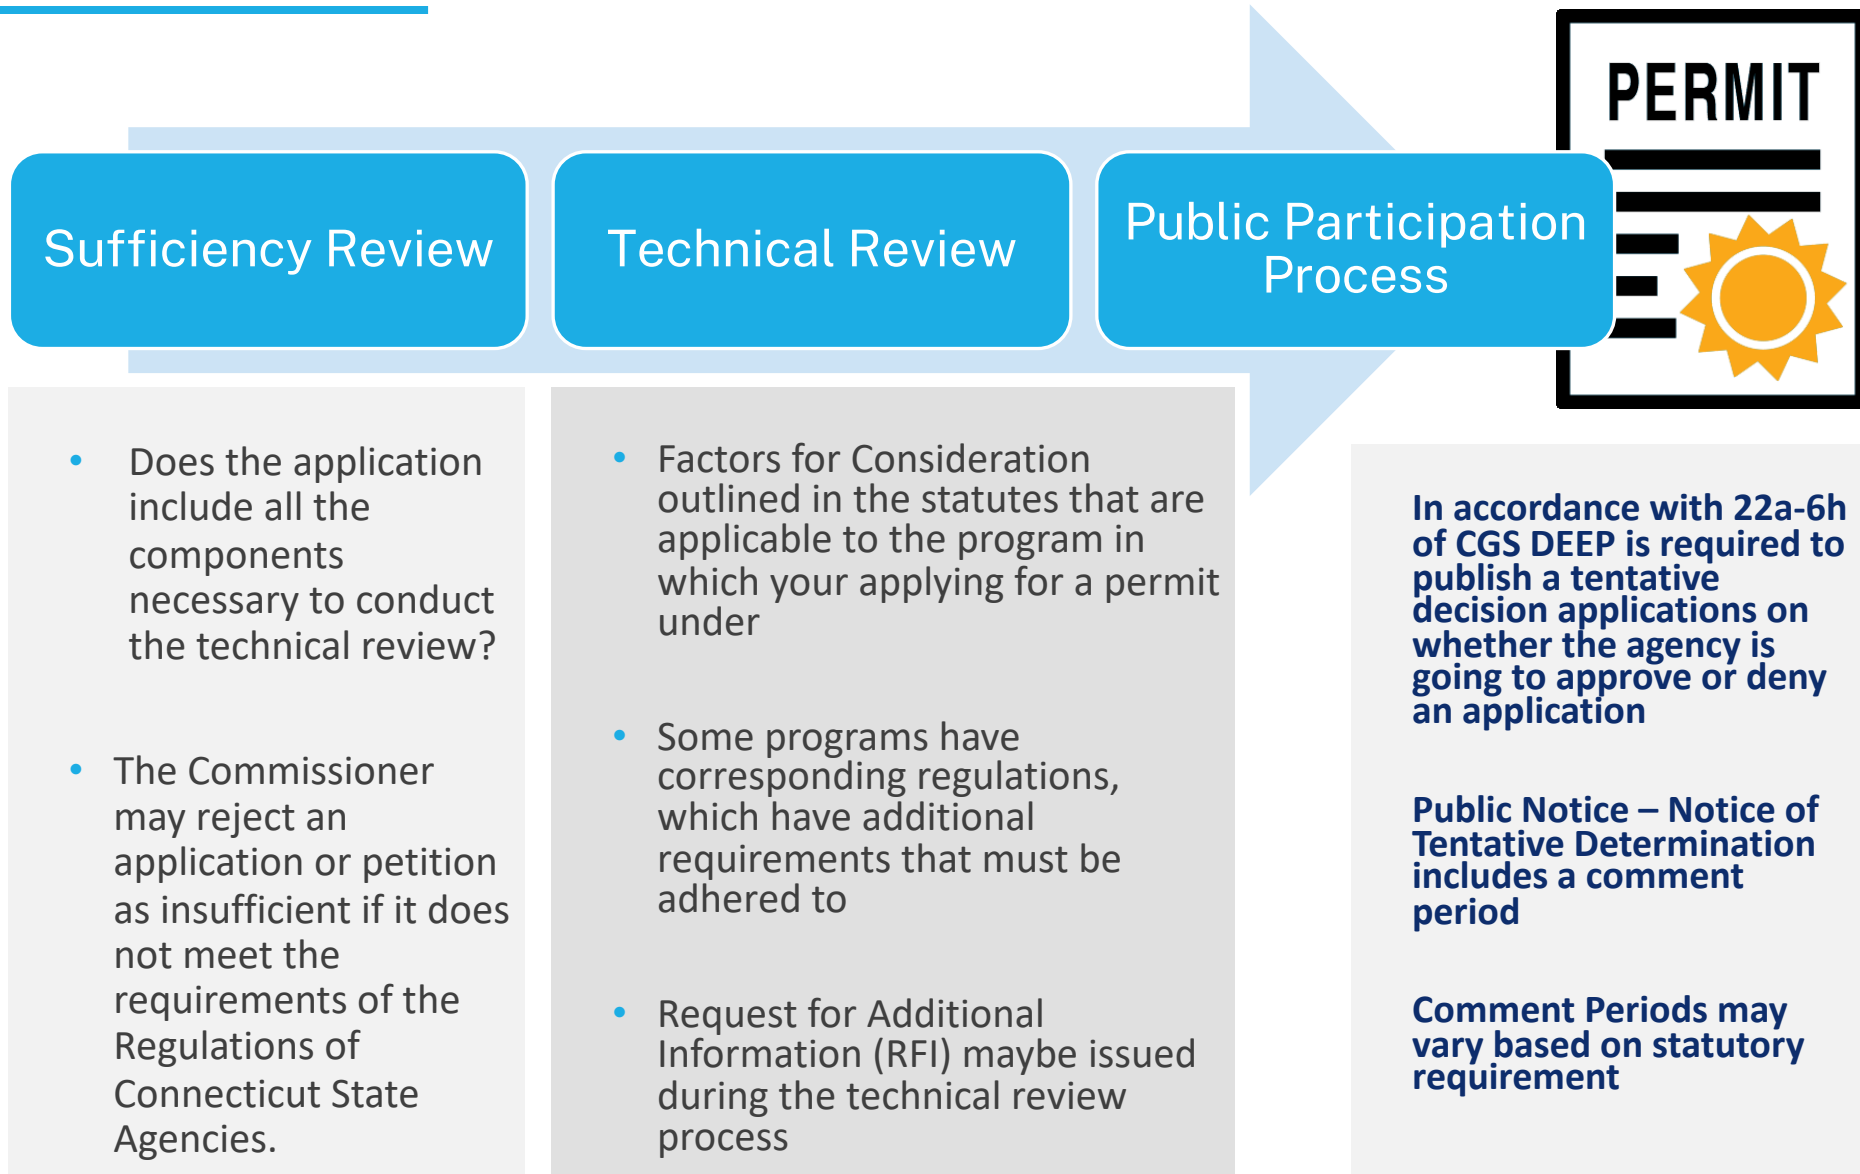 PERMIT
Sufficiency Review
Technical Review
Public Participation
Process
• Does the application
include all the
components
necessary to conduct
the technical review?
• The Commissioner
may reject an
application or petition
as insufficient if it does
not meet the
requirements of the
Regulations of
Connecticut State
Agencies.
• Factors for Consideration
outlined in the statutes that are
applicable to the program in
which your applying for a permit
under
• Some programs have
corresponding regulations,
which have additional
requirements that must be
adhered to
• Request for Additional
Information (RFI) maybe issued
during the technical review
process
In accordance with 22a-6h
of CGS DEEP is required to
publish a tentative
decision applications on
whether the agency is
going to approve or deny
an application
Public Notice – Notice of
Tentative Determination
includes a comment
period
Comment Periods may
vary based on statutory
requirement